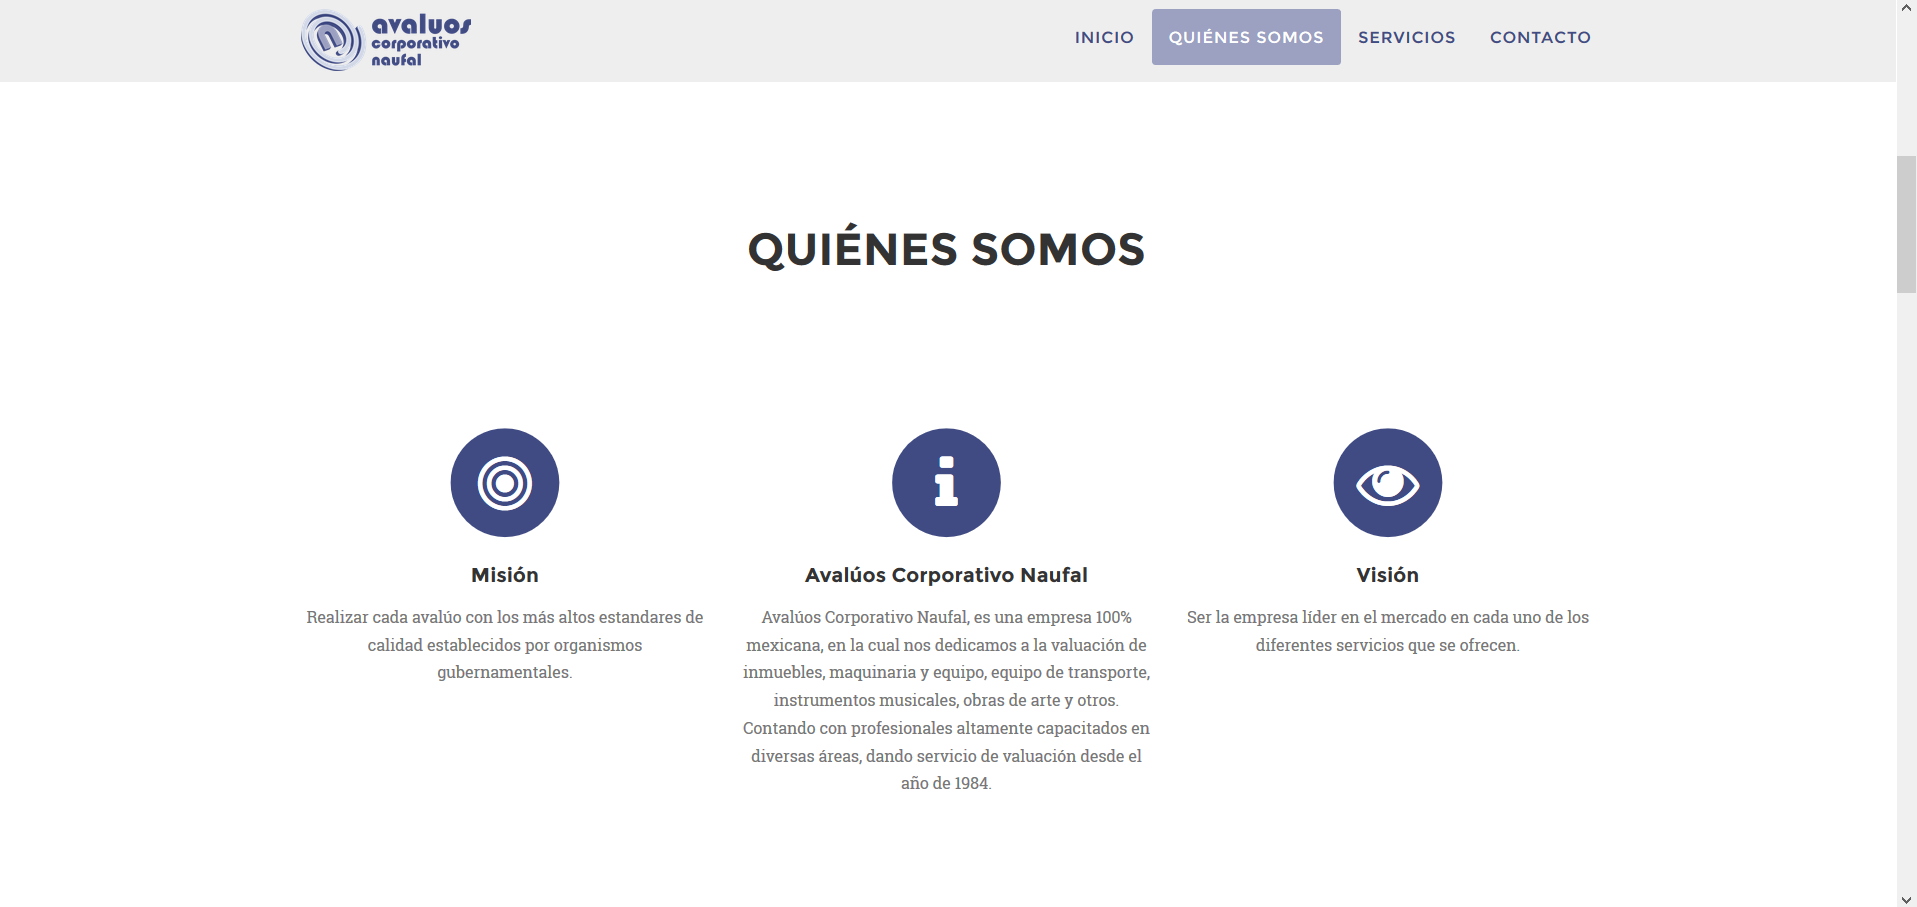 avaluos
corporativo
naufal
INICIO
QUIÉNES SOMOS
SERVICIOS
CONTACTO
QUIÉNES SOMOS
Misión
Realizar cada avalúo con los más altos estandares de
calidad establecidos por organismos
gubernamentales.
Avalúos Corporativo Naufal
Avalúos Corporativo Naufal, es una empresa 100%
mexicana, en la cual nos dedicamos a la valuación de
inmuebles, maquinaria y equipo, equipo de transporte,
instrumentos musicales, obras de arte y otros.
Contando con profesionales altamente capacitados en
diversas áreas, dando servicio de valuación desde el
año de 1984.
Visión
Ser la empresa líder en el mercado en cada uno de los
diferentes servicios que se ofrecen.